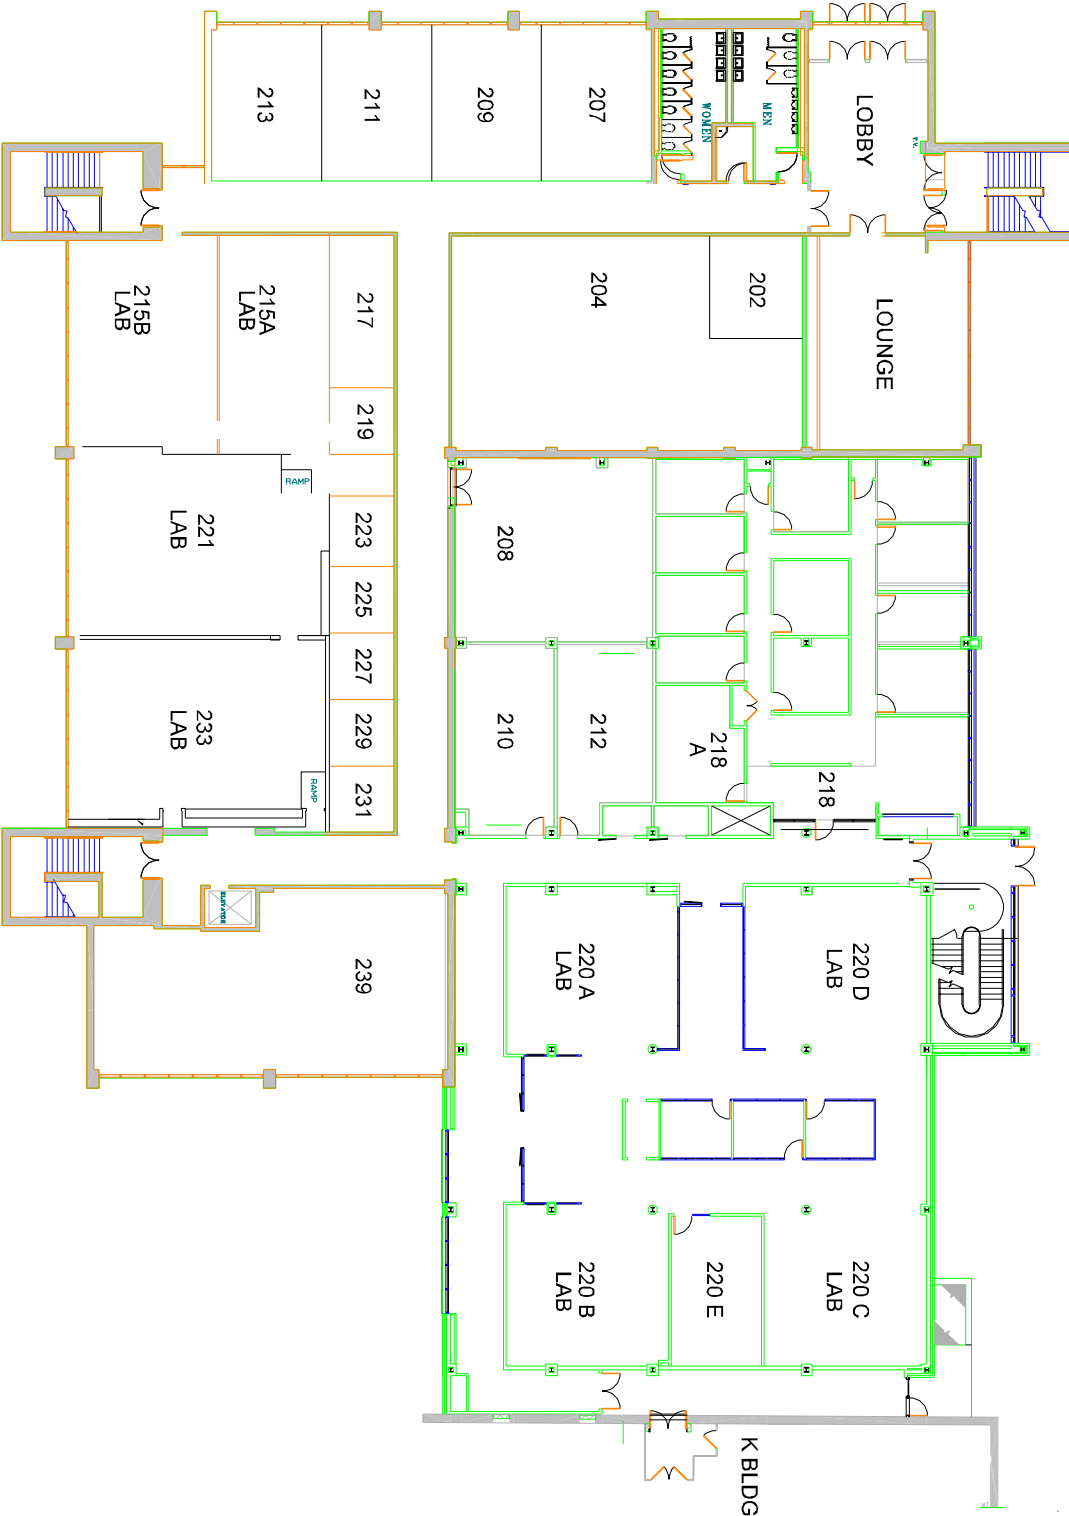 213
211
209
207
WOMEN
MEN
LOBBY
F.V.
215B
LAB
215A
LAB
217
204
202
LOUNGE
219
RAMP
221
LAB
223
208
225
227
233
LAB
229
210
212
218
A
218
RAMP
231
ELEVATOR
239
220 A
LAB
220 D
LAB
220 B
LAB
220 E
220 C
LAB
K BLDG